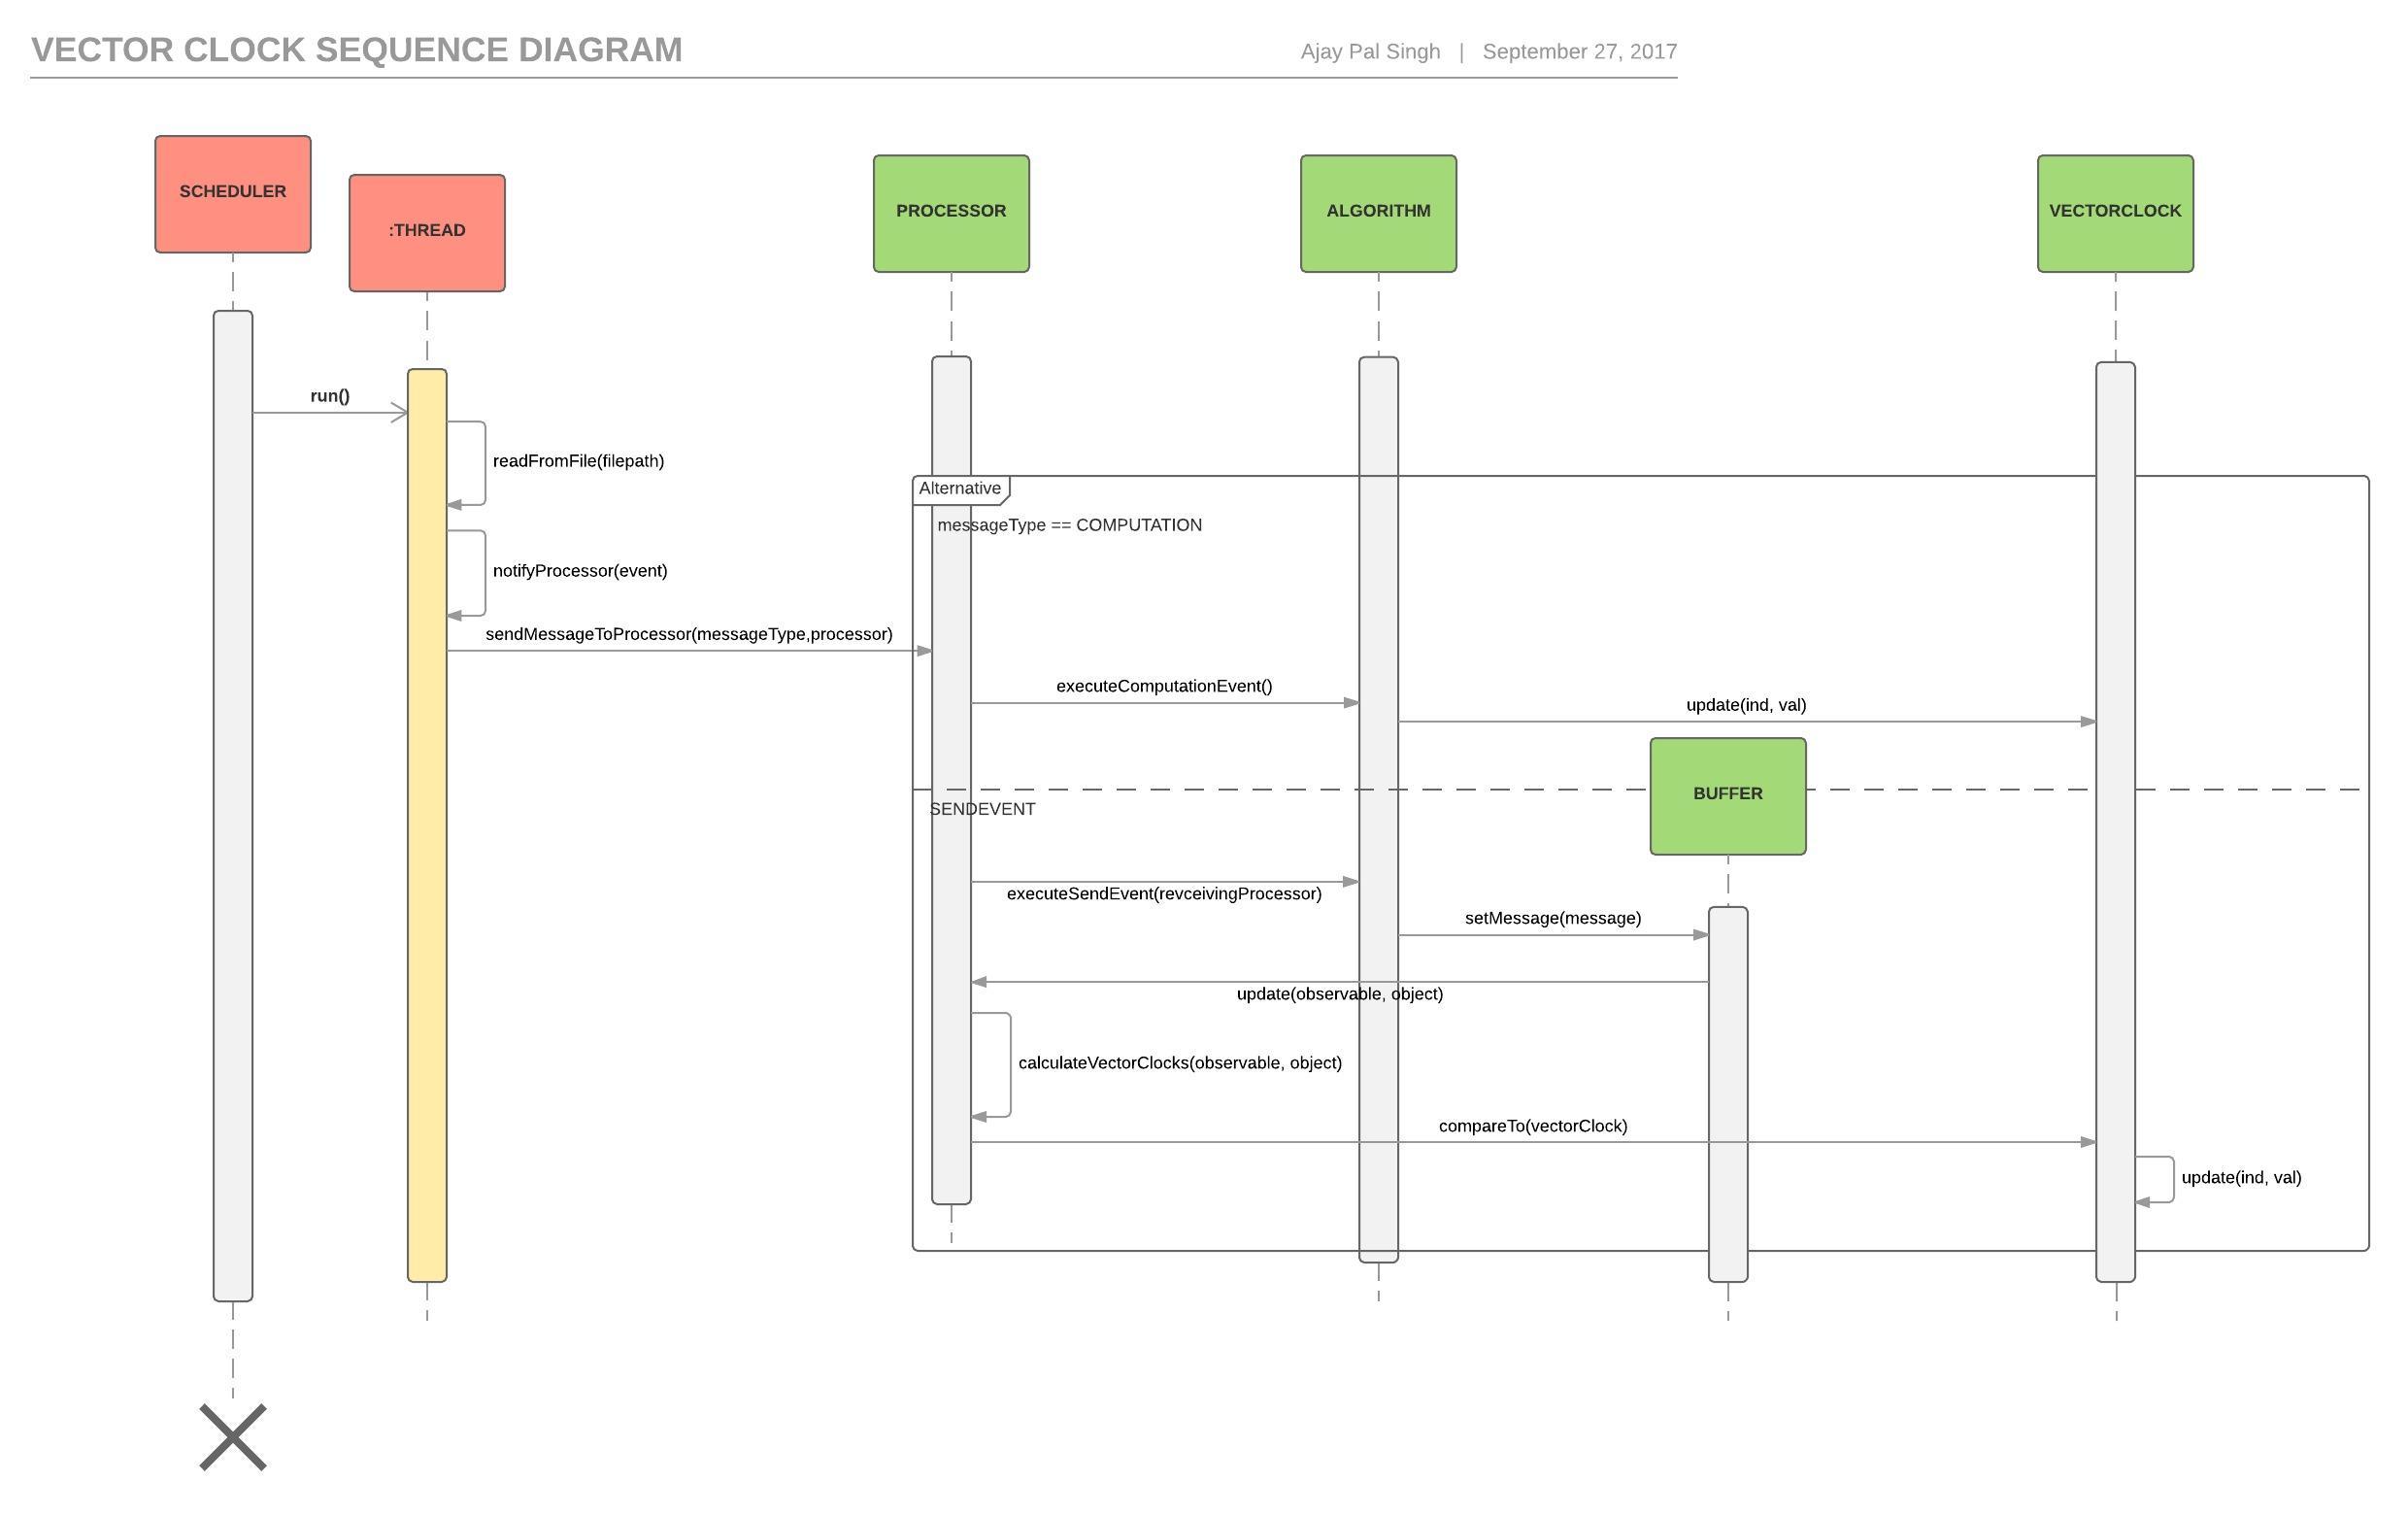 VECTOR CLOCK SEQUENCE DIAGRAM
Ajay Pal Singh | September 27, 2017
SCHEDULER
:THREAD
PROCESSOR
ALGORITHM
VECTORCLOCK
run()
readFromFile(filepath)
Alternative
messageType == COMPUTATION
notifyProcessor(event)
sendMessageToProcessor(messageType,processor)
executeComputationEvent()
update(ind, val)
BUFFER
SENDEVENT
executeSendEvent(revceivingProcessor)
setMessage(message)
update(observable, object)
calculateVectorClocks(observable, object)
compareTo(vectorClock)
update(ind, val)